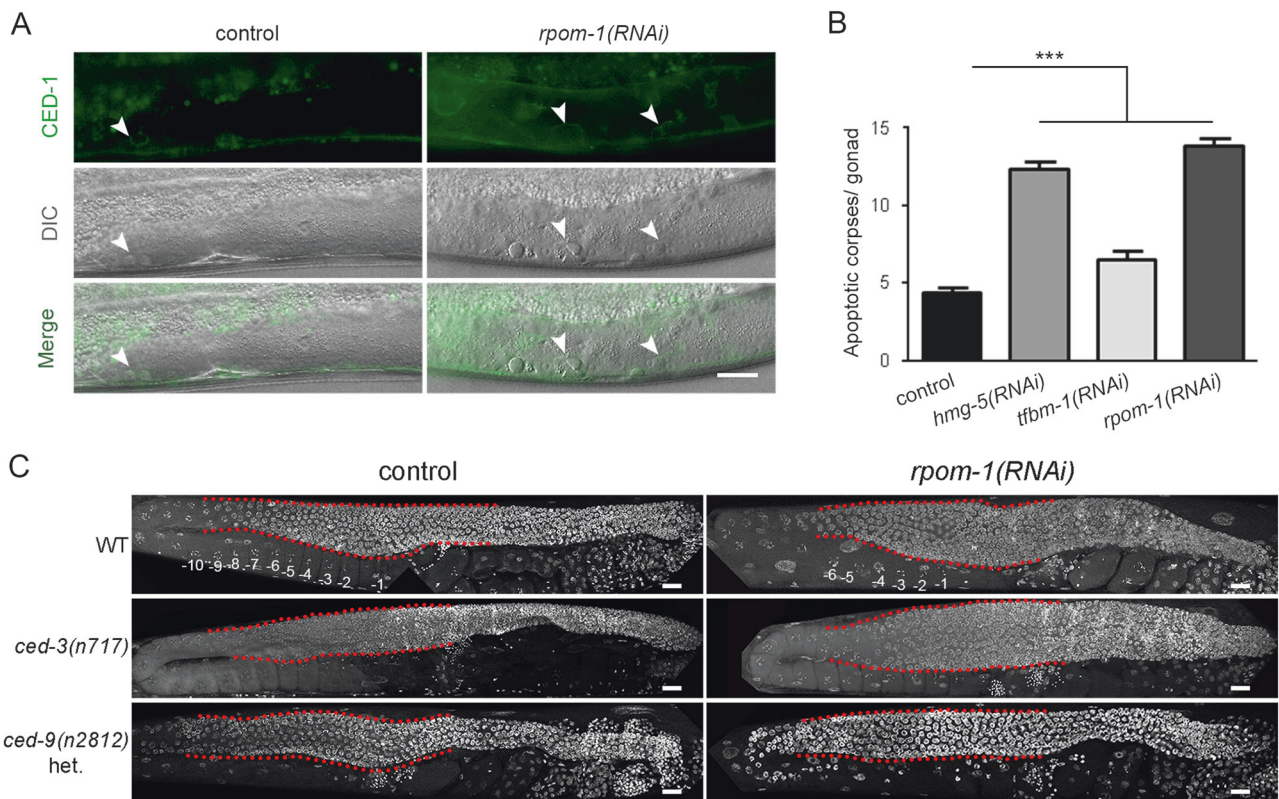 A
control
rpom-1(RNAi)
CED-1
DIC
Merge
B
***
Apoptotic corpses/ gonad
15
10
5
0
control
hmg-5(RNAi)
tfbm-1(RNAi)
rpom-1(RNAi)
C
control
rpom-1(RNAi)
WT
-10 -9 -8 -7 -6 -5 -4 -3 -2 -1
-6 -5 -4 -3 -2 -1
ced-3(n717)
ced-9(n2812)
het.